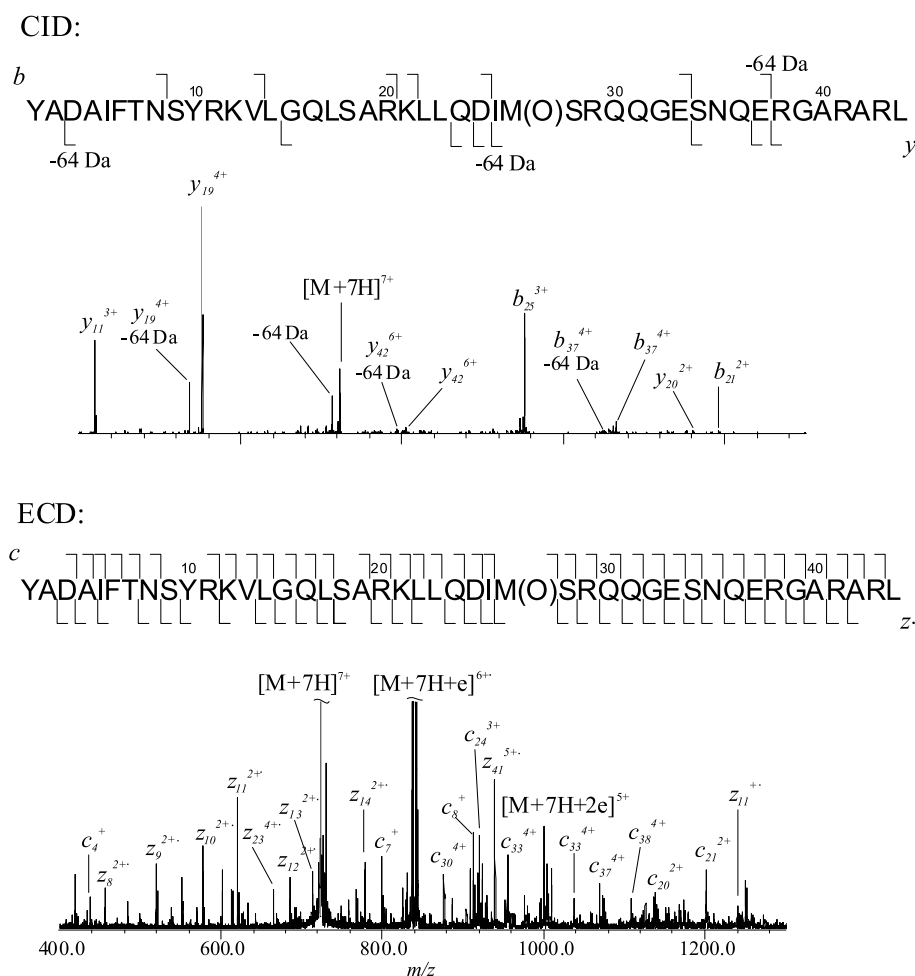 CID:
-64 Da
b 10 20 30 40
YADAIFTNSYRKVLGQLSARKLLQDIM(O)SRQQGESNQERGARARL
-64 Da -64 Da y
y19 4+
[M+7H]7+
y11 3+ y19 4+ -64 Da -64 Da y42 6+ -64 Da y42 6+ b25 3+ b37 4+ -64 Da b37 4+ y20 2+ b21 2+
ECD:
c 10 20 30 40
YADAIFTNSYRKVLGQLSARKLLQDIM(O)SRQQGESNQERGARARL
z·
[M+7H]7+ [M+7H+e]6+·
c24 3+
z41 5+·
z11 2+· z13 2+· z14 2+· c8+ [M+7H+2e]5+ z11+·
c4+ z8 2+· z9 2+· z10 2+· z23 4+· z12 2+· c7+ c30 4+ c33 4+ c33 4+ c37 4+ c38 4+ c20 2+ c21 2+
400.0 600.0 800.0 1000.0 1200.0
m/z